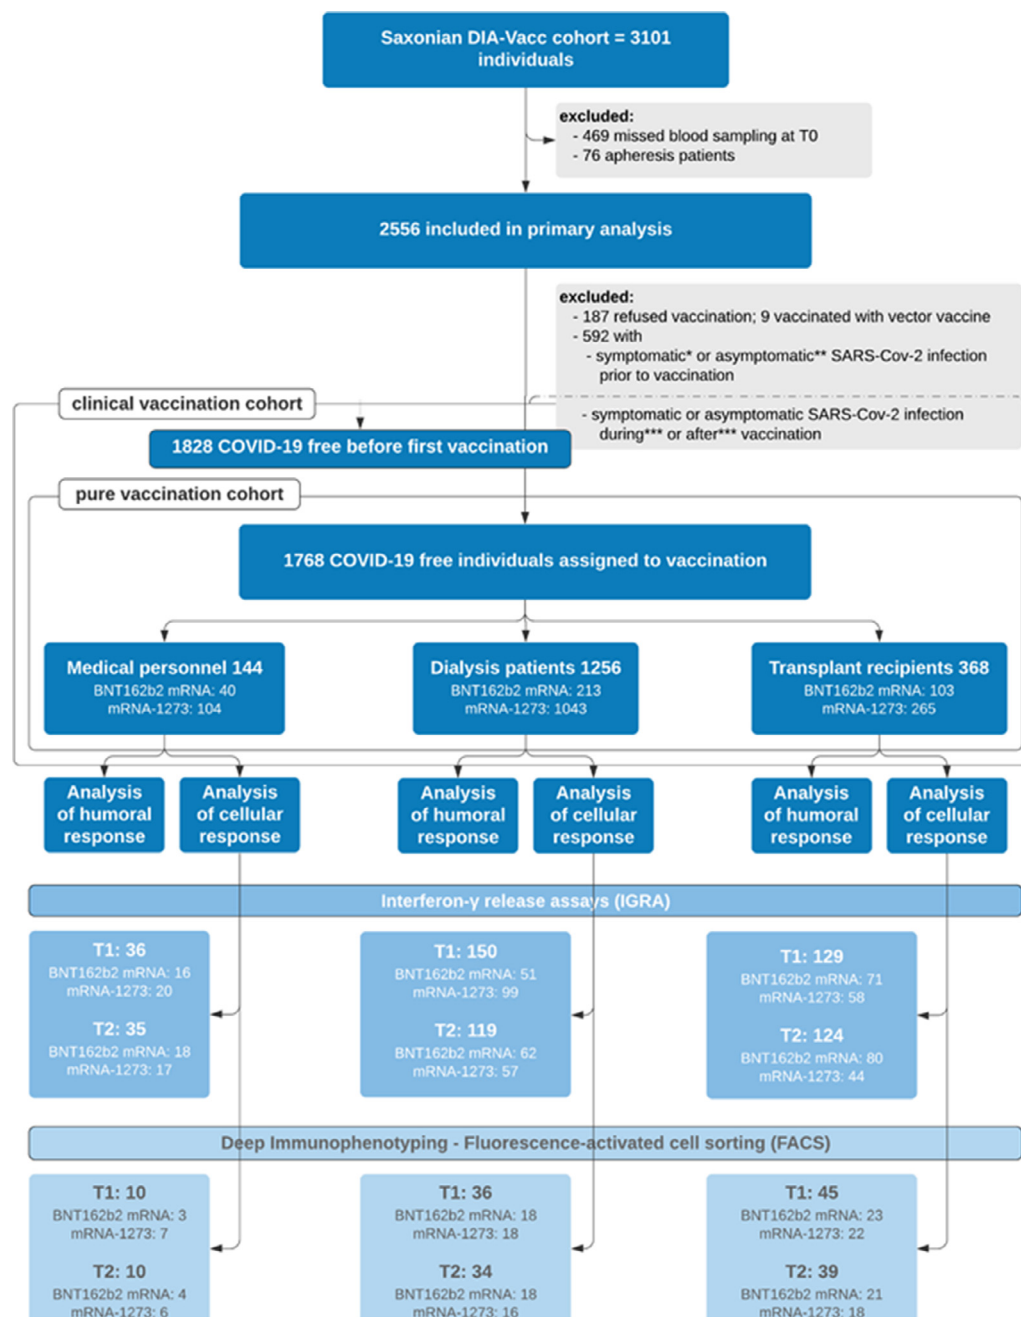 Saxonian DIA-Vacc cohort = 3101
individuals
excluded:
- 469 missed blood sampling at T0
- 76 apheresis patients
2556 included in primary analysis
excluded:
- 187 refused vaccination; 9 vaccinated with vector vaccine
- 592 with
- symptomatic* or asymptomatic** SARS-Cov-2 infection
prior to vaccination
- symptomatic or asymptomatic SARS-Cov-2 infection
during*** or after*** vaccination
clinical vaccination cohort
1828 COVID-19 free before first vaccination
pure vaccination cohort
1768 COVID-19 free individuals assigned to vaccination
Medical personnel 144
BNT162b2 mRNA: 40
mRNA-1273: 104
Dialysis patients 1256
BNT162b2 mRNA: 213
mRNA-1273: 1043
Transplant recipients 368
BNT162b2 mRNA: 103
mRNA-1273: 265
Analysis
of humoral
response
Analysis
of cellular
response
Analysis
of humoral
response
Analysis
of cellular
response
Analysis
of humoral
response
Analysis
of cellular
response
Interferon-γ release assays (IGRA)
T1: 36
BNT162b2 mRNA: 16
mRNA-1273: 20
T2: 35
BNT162b2 mRNA: 18
mRNA-1273: 17
T1: 150
BNT162b2 mRNA: 51
mRNA-1273: 99
T2: 119
BNT162b2 mRNA: 62
mRNA-1273: 57
T1: 129
BNT162b2 mRNA: 71
mRNA-1273: 58
T2: 124
BNT162b2 mRNA: 80
mRNA-1273: 44
Deep Immunophenotyping - Fluorescence-activated cell sorting (FACS)
T1: 10
BNT162b2 mRNA: 3
mRNA-1273: 7
T2: 10
BNT162b2 mRNA: 4
mRNA-1273: 6
T1: 36
BNT162b2 mRNA: 18
mRNA-1273: 18
T2: 34
BNT162b2 mRNA: 18
mRNA-1273: 16
T1: 45
BNT162b2 mRNA: 23
mRNA-1273: 22
T2: 39
BNT162b2 mRNA: 21
mRNA-1273: 18